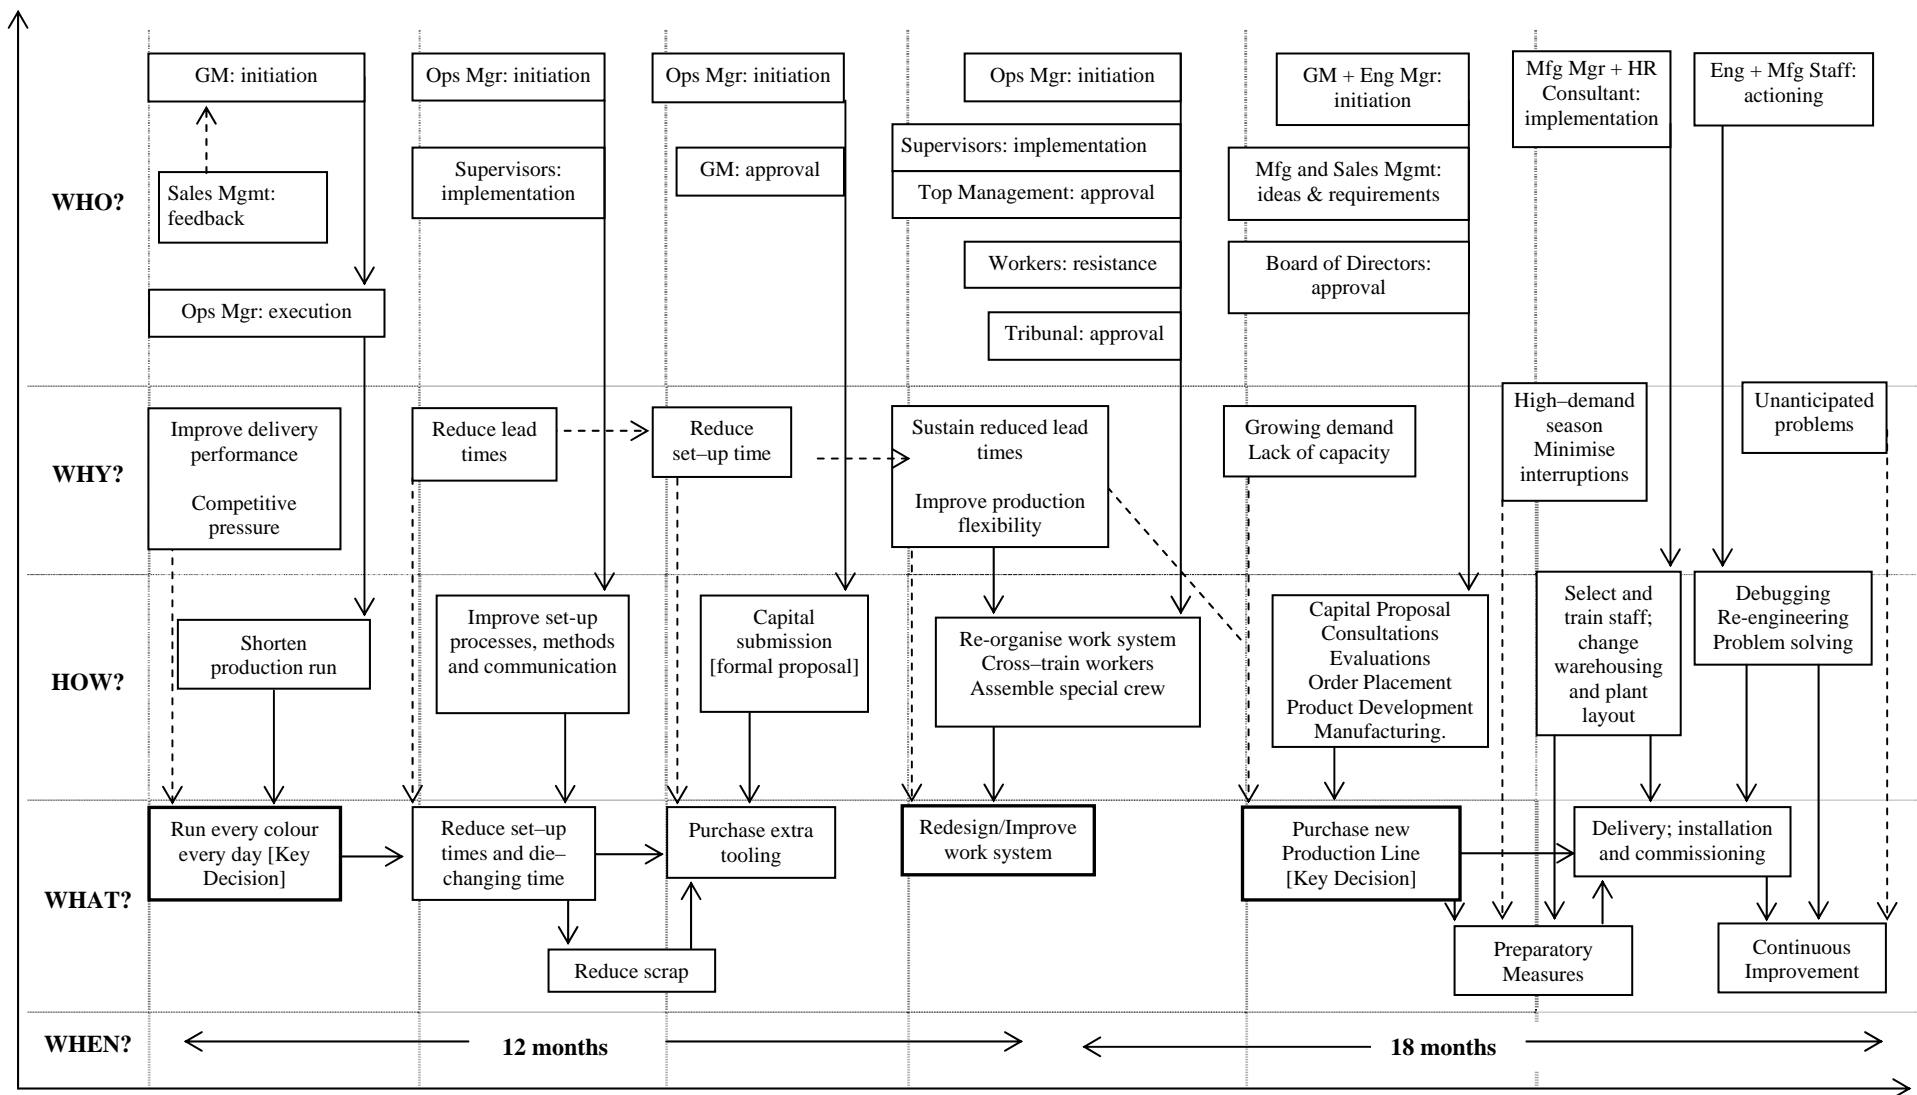 WHO?
GM: initiation
Sales Mgmt:
feedback
Ops Mgr: execution
Ops Mgr: initiation
Supervisors:
implementation
Ops Mgr: initiation
GM: approval
Ops Mgr: initiation
Supervisors: implementation
Top Management: approval
Workers: resistance
Tribunal: approval
GM + Eng Mgr:
initiation
Mfg and Sales Mgmt:
ideas & requirements
Board of Directors:
approval
Mfg Mgr + HR
Consultant:
implementation
Eng + Mfg Staff:
actioning
WHY?
Improve delivery
performance
Competitive
pressure
Reduce lead
times
Reduce
set–up time
Sustain reduced lead
times
Improve production
flexibility
Growing demand
Lack of capacity
High–demand
season
Minimise
interruptions
Unanticipated
problems
HOW?
Shorten
production run
Improve set-up
processes, methods
and communication
Capital
submission
[formal proposal]
Re-organise work system
Cross–train workers
Assemble special crew
Capital Proposal
Consultations
Evaluations
Order Placement
Product Development
Manufacturing.
Select and
train staff;
change
warehousing
and plant
layout
Debugging
Re-engineering
Problem solving
WHAT?
Run every colour
every day [Key
Decision]
Reduce set–up
times and die–
changing time
Reduce scrap
Purchase extra
tooling
Redesign/Improve
work system
Purchase new
Production Line
[Key Decision]
Delivery; installation
and commissioning
Preparatory
Measures
Continuous
Improvement
WHEN?
12 months
18 months